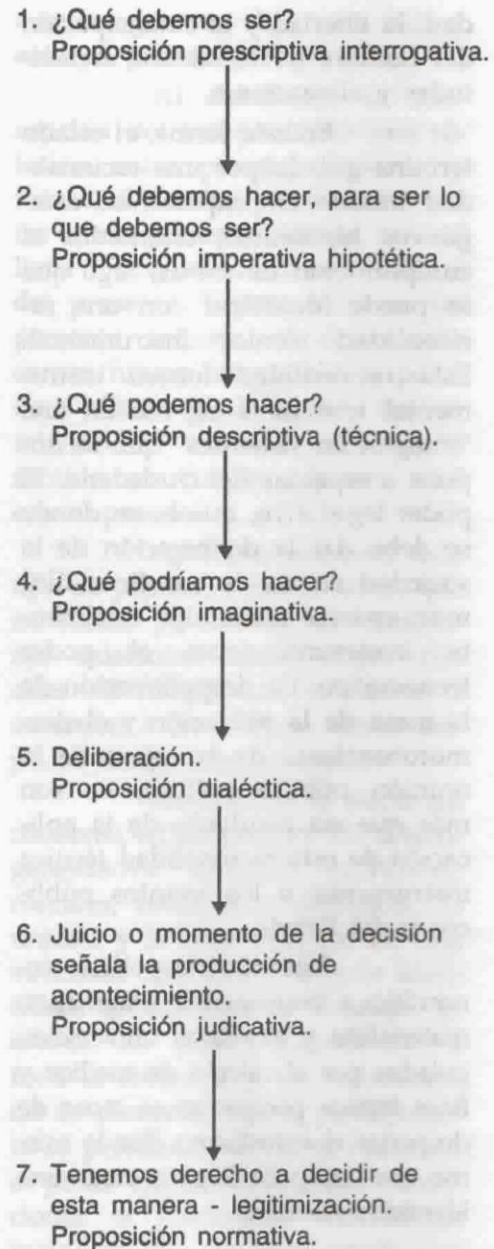 1. ¿Qué debemos ser?
Proposición prescriptiva interrogativa.
2. ¿Qué debemos hacer, para ser lo
que debemos ser?
Proposición imperativa hipotética.
3. ¿Qué podemos hacer?
Proposición descriptiva (técnica).
4. ¿Qué podríamos hacer?
Proposición imaginativa.
5. Deliberación.
Proposición dialéctica.
6. Juicio o momento de la decisión
señala la producción de
acontecimiento.
Proposición judicativa.
7. Tenemos derecho a decidir de
esta manera - legitimización.
Proposición normativa.